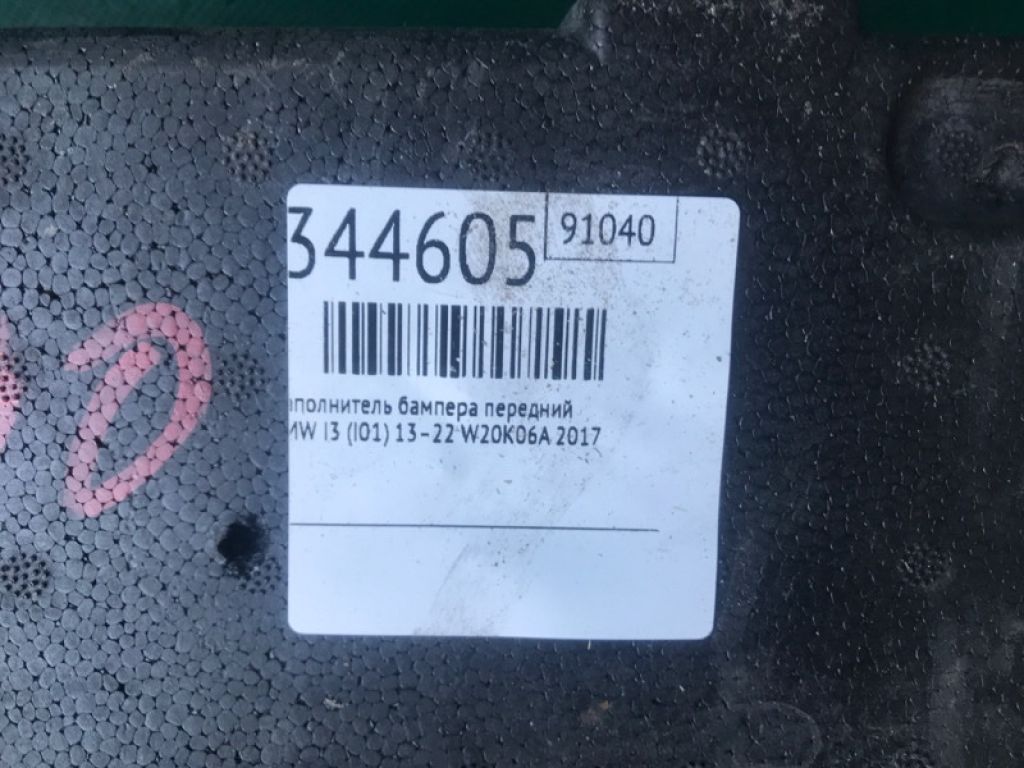 344605
91040
аполнитель бампера передний
MW I3 (I01) 13-22 W20K06A 2017